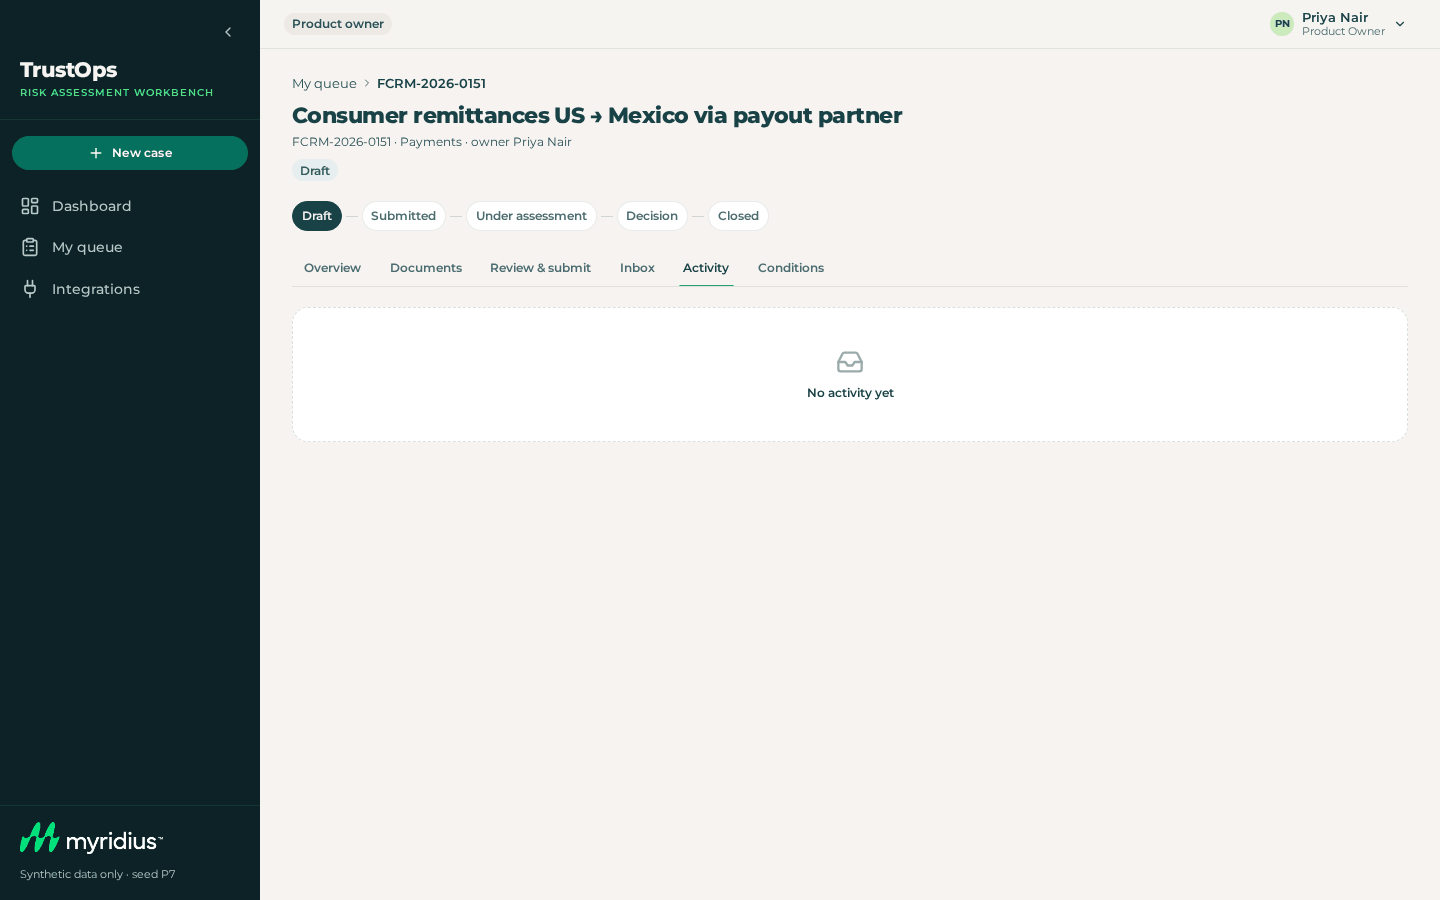 TrustOps
RISK ASSESSMENT WORKBENCH
New case
Dashboard
My queue
Integrations
myridius™
Synthetic data only · seed P7
Product owner
PN
Priya Nair
Product Owner
My queue > FCRM-2026-0151
Consumer remittances US → Mexico via payout partner
FCRM-2026-0151 · Payments · owner Priya Nair
Draft
Draft — Submitted — Under assessment — Decision — Closed
Overview Documents Review & submit Inbox Activity Conditions
No activity yet